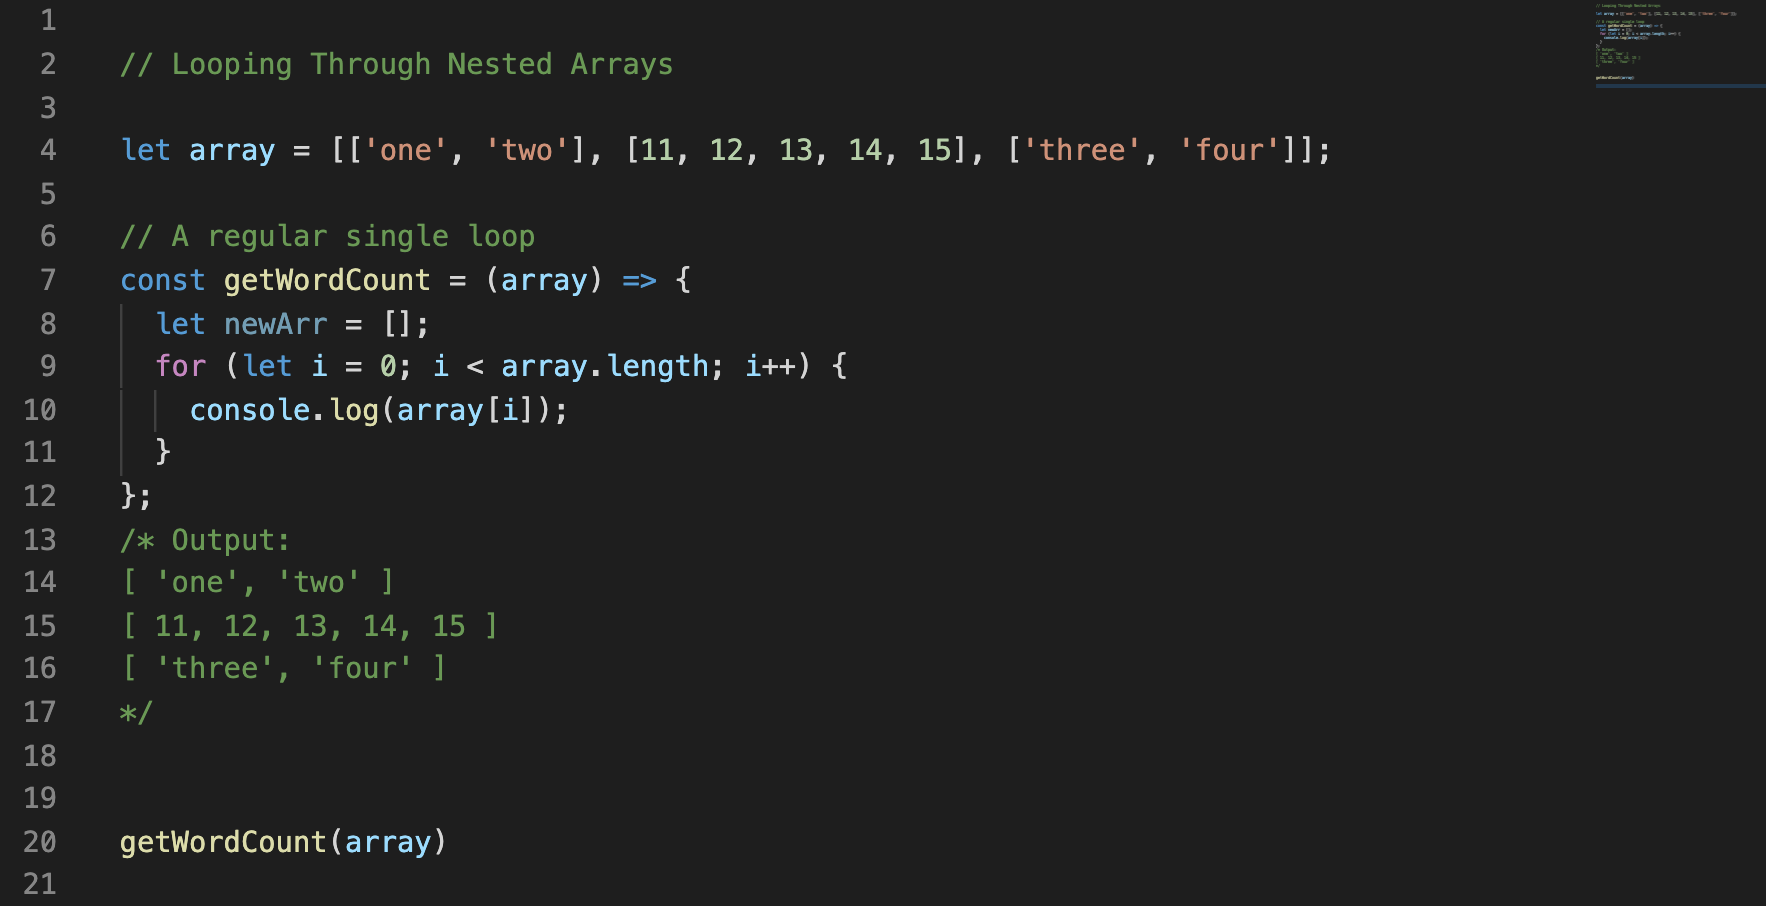 1
2 // Looping Through Nested Arrays
3
4 let array = [['one', 'two'], [11, 12, 13, 14, 15], ['three', 'four']];
5
6 // A regular single loop
7 const getWordCount = (array) => {
8   let newArr = [];
9   for (let i = 0; i < array.length; i++) {
10     console.log(array[i]);
11   }
12 };
13 /* Output:
14 [ 'one', 'two' ]
15 [ 11, 12, 13, 14, 15 ]
16 [ 'three', 'four' ]
17 */
18
19
20 getWordCount(array)
21